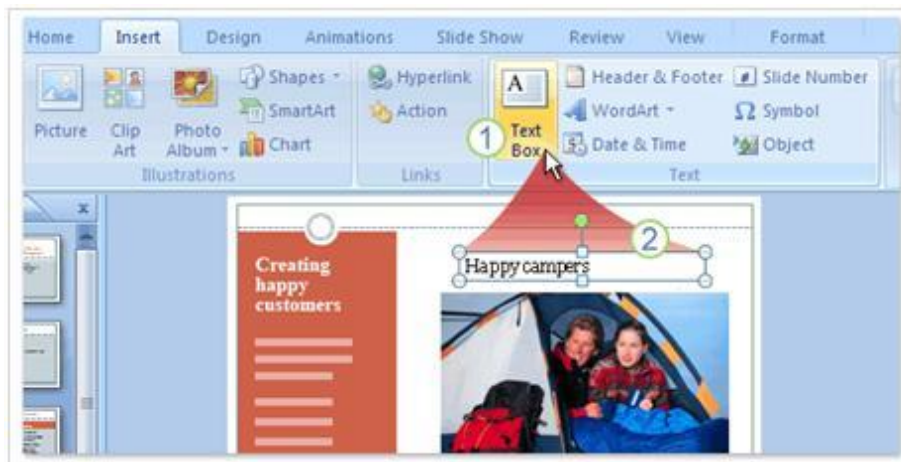 Home Insert Design Animations Slide Show Review View Format
Picture
Clip
Art
Photo
Album
Shapes
SmartArt
Chart
Illustrations
Hyperlink
Action
Links
1
Text
Box
Header & Footer
WordArt
Date & Time
Slide Number
Symbol
Object
Text
x
2
Creating
happy
customers
Happy campers